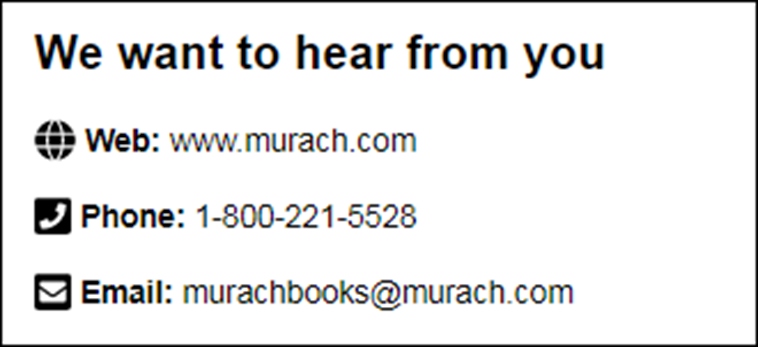 We want to hear from you
Web: www.murach.com
Phone: 1-800-221-5528
Email: murachbooks@murach.com